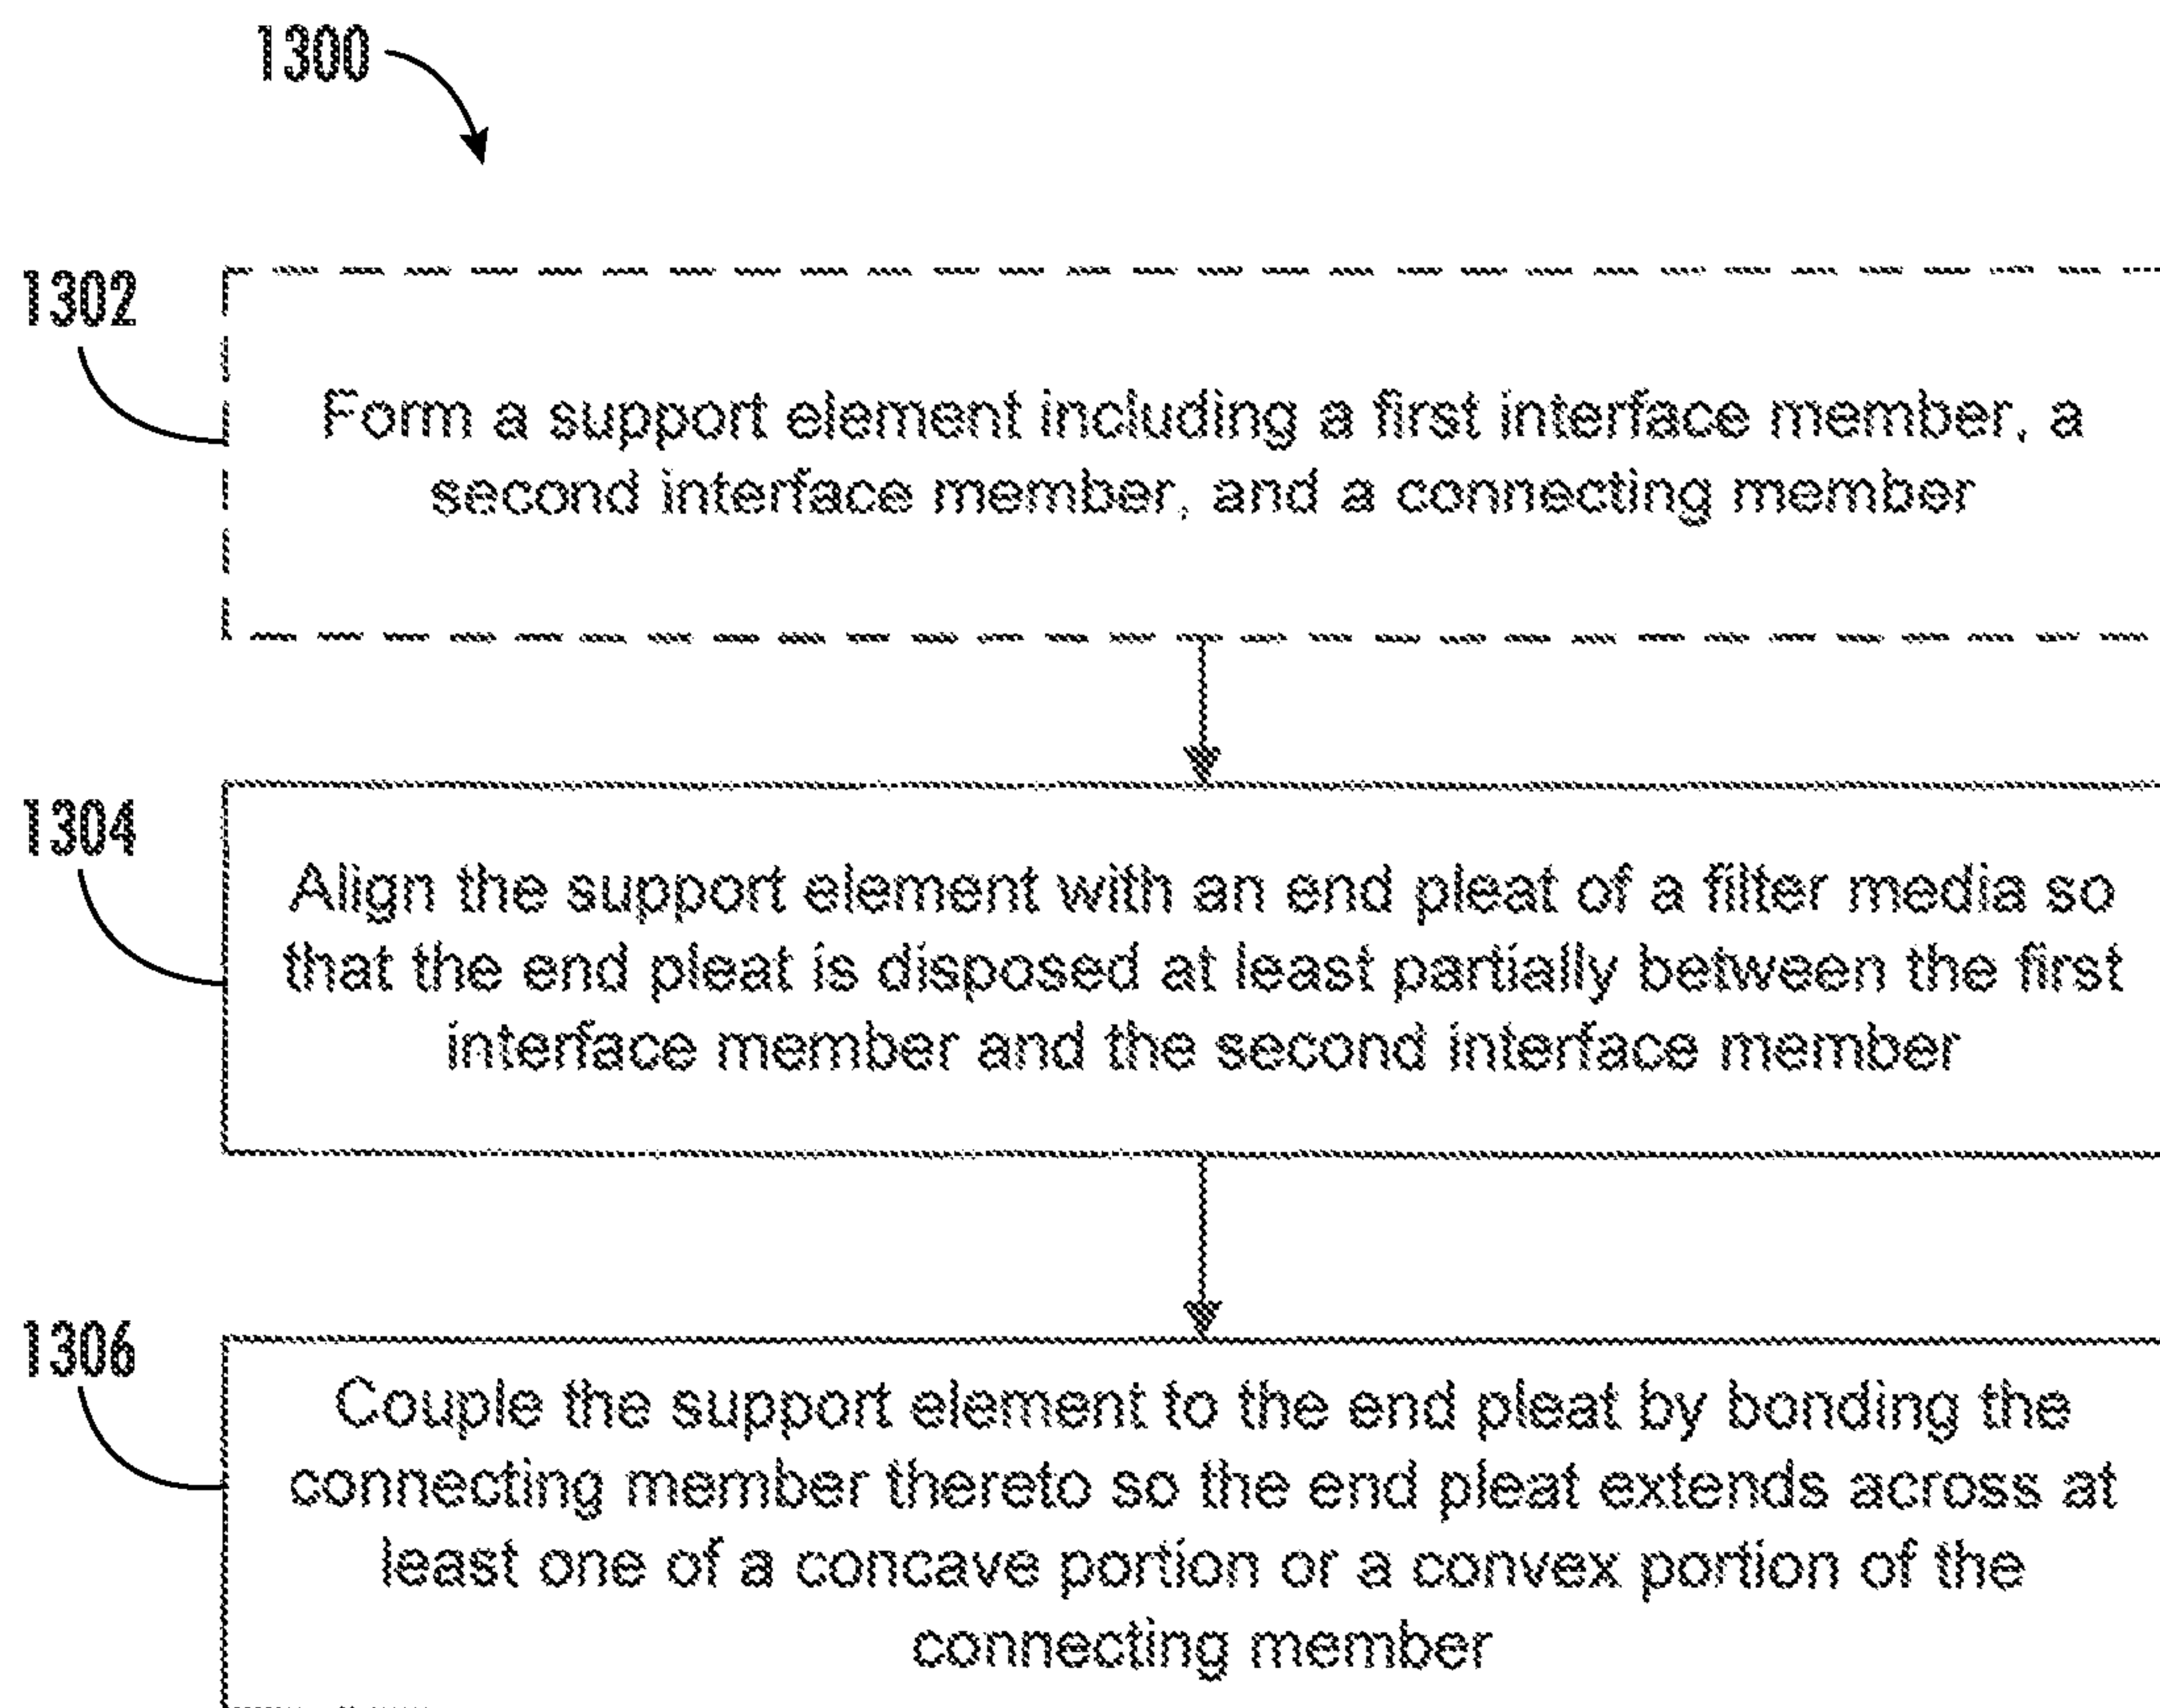 1300
1302
Form a support element including a first interface member, a
second interface member, and a connecting member
1304
Align the support element with an end pleat of a filter media so
that the end pleat is disposed at least partially between the first
interface member and the second interface member
1306
Couple the support element to the end pleat by bonding the
connecting member thereto so the end pleat extends across at
least one of a concave portion or a convex portion of the
connecting member